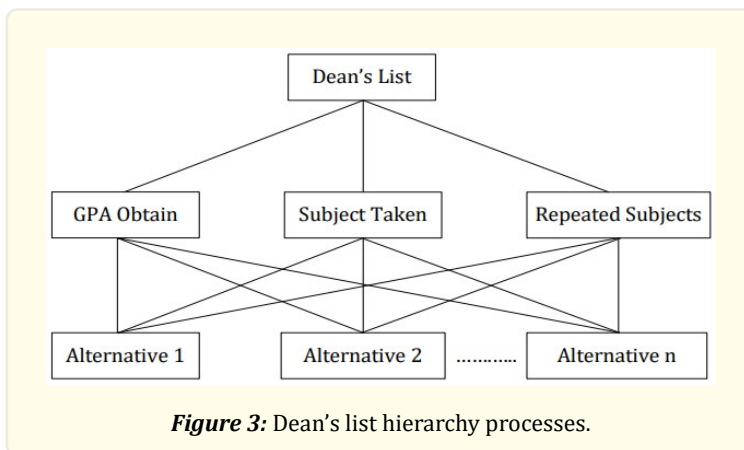 Dean's List
GPA Obtain Subject Taken Repeated Subjects
Alternative 1 Alternative 2 ............ Alternative n
Figure 3: Dean's list hierarchy processes.